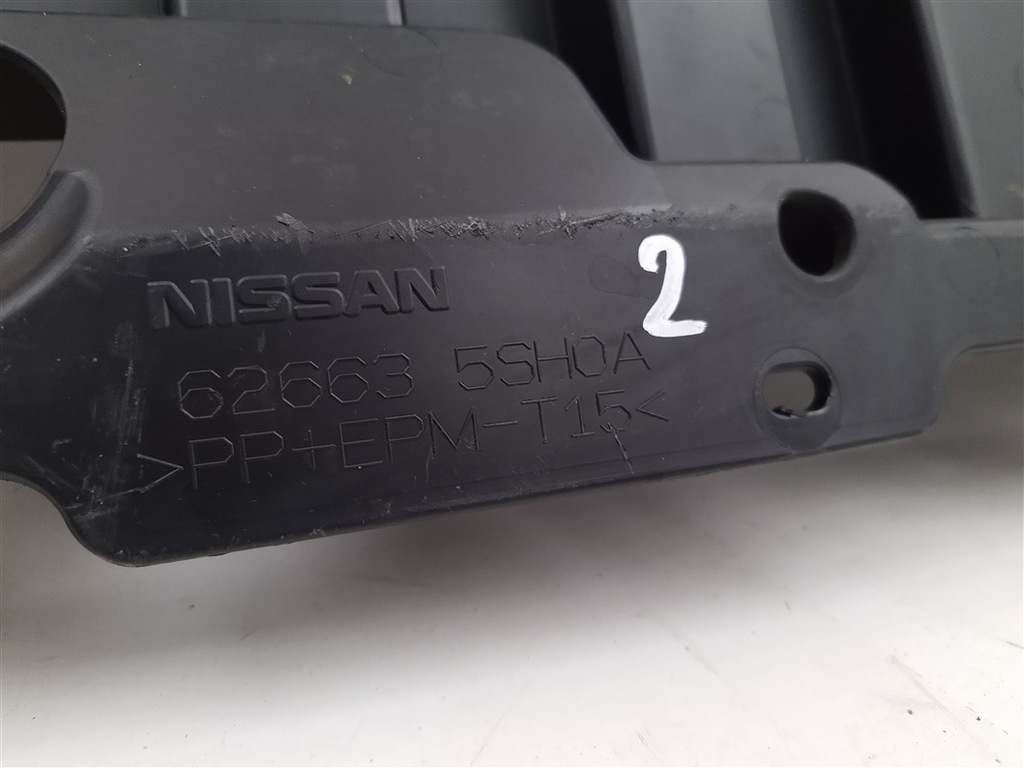 NISSAN
2
62663 5SH0A
>PP+EPM-T15<